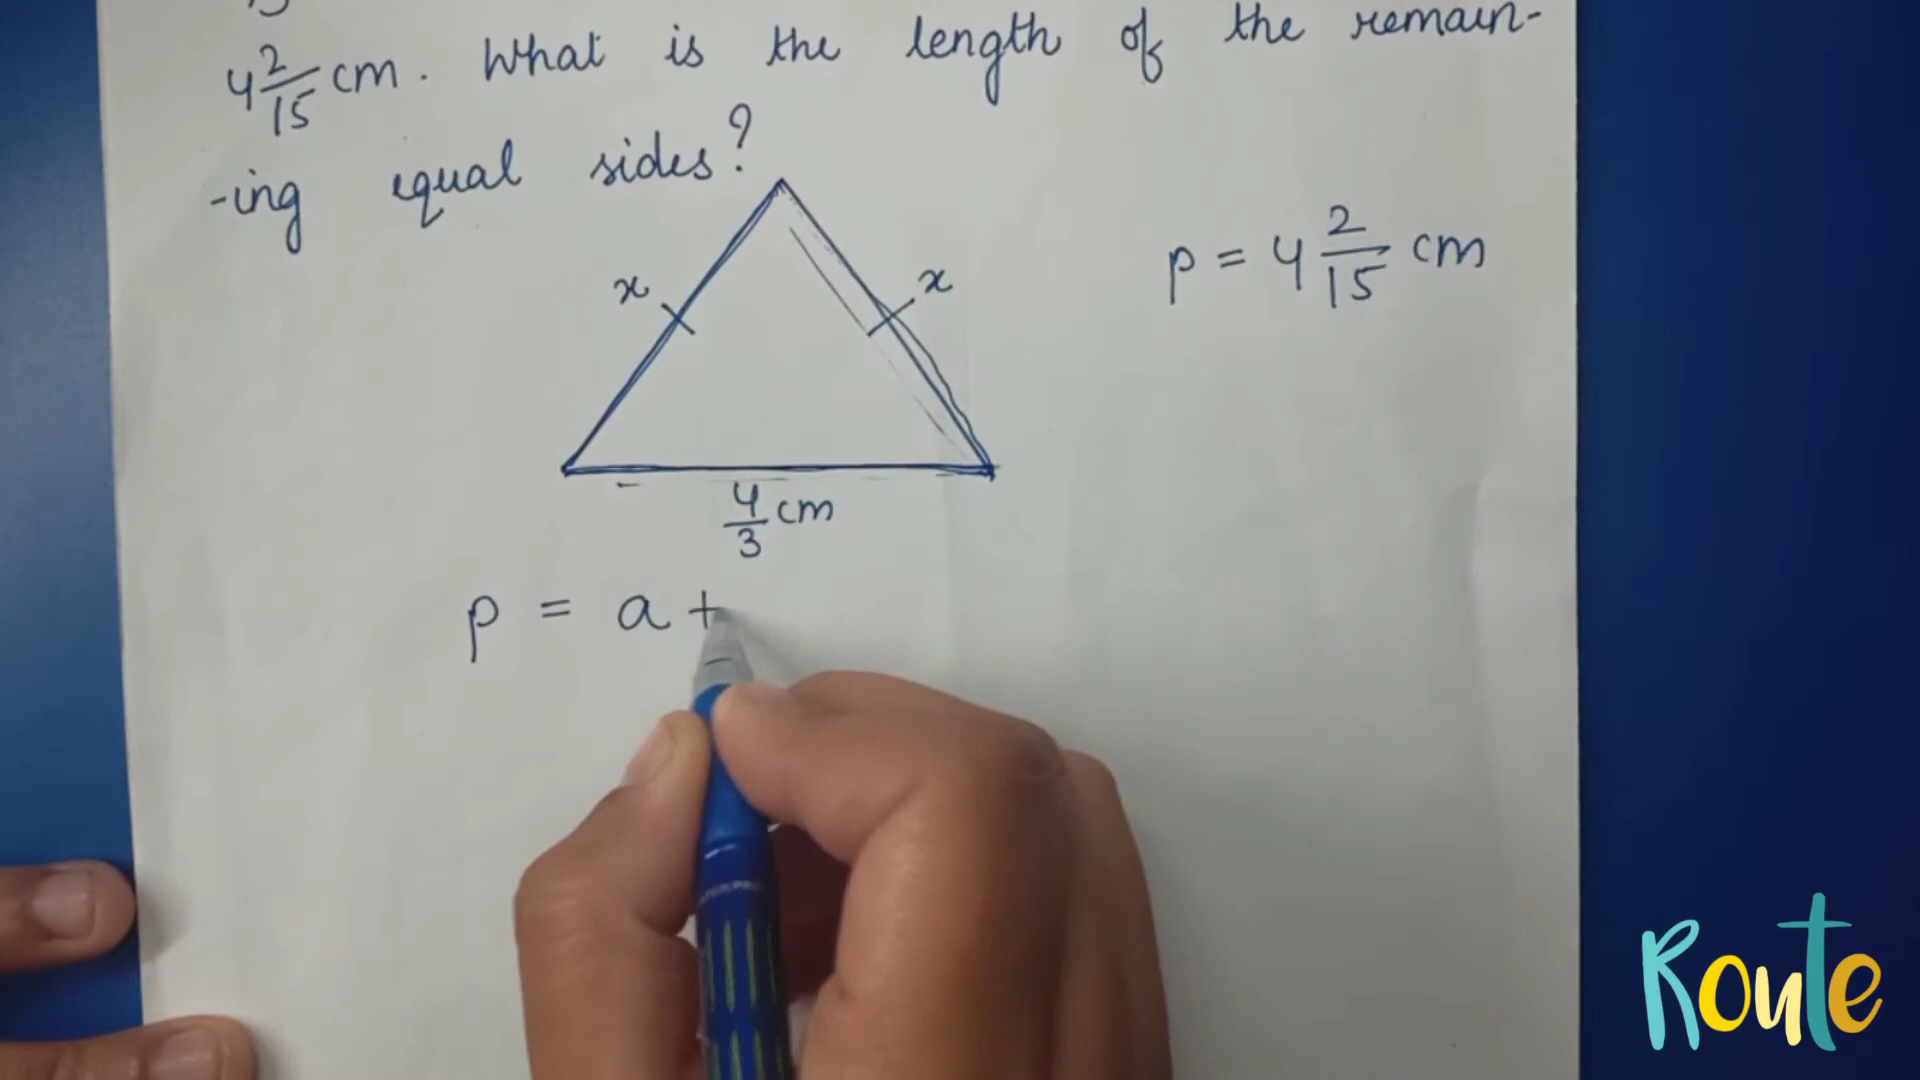 4 2/15 cm. What is the length of the remain-
-ing equal sides?
x
x
p = 4 2/15 cm
4/3 cm
p = a +
Route